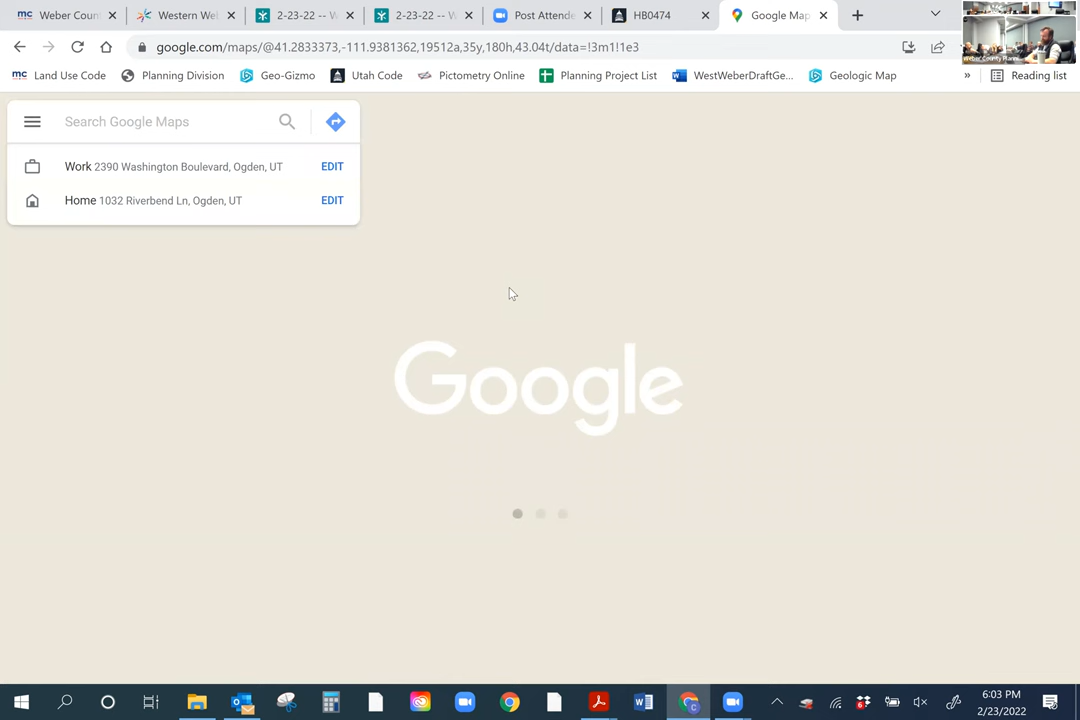 Weber Coun
Western We
2-23-22 -- W
2-23-22 -- W
Post Attende
HB0474
Google Map
google.com/maps/@41.2833373,-111.9381362,19512a,35y,180h,43.04t/data=!3m1!1e3
mc Land Use Code
Planning Division
Geo-Gizmo
Utah Code
Pictometry Online
Planning Project List
WestWeberDraftGe...
Geologic Map
»
Reading list
Search Google Maps
Work 2390 Washington Boulevard, Ogden, UT EDIT
Home 1032 Riverbend Ln, Ogden, UT EDIT
Google
6:03 PM
2/23/2022